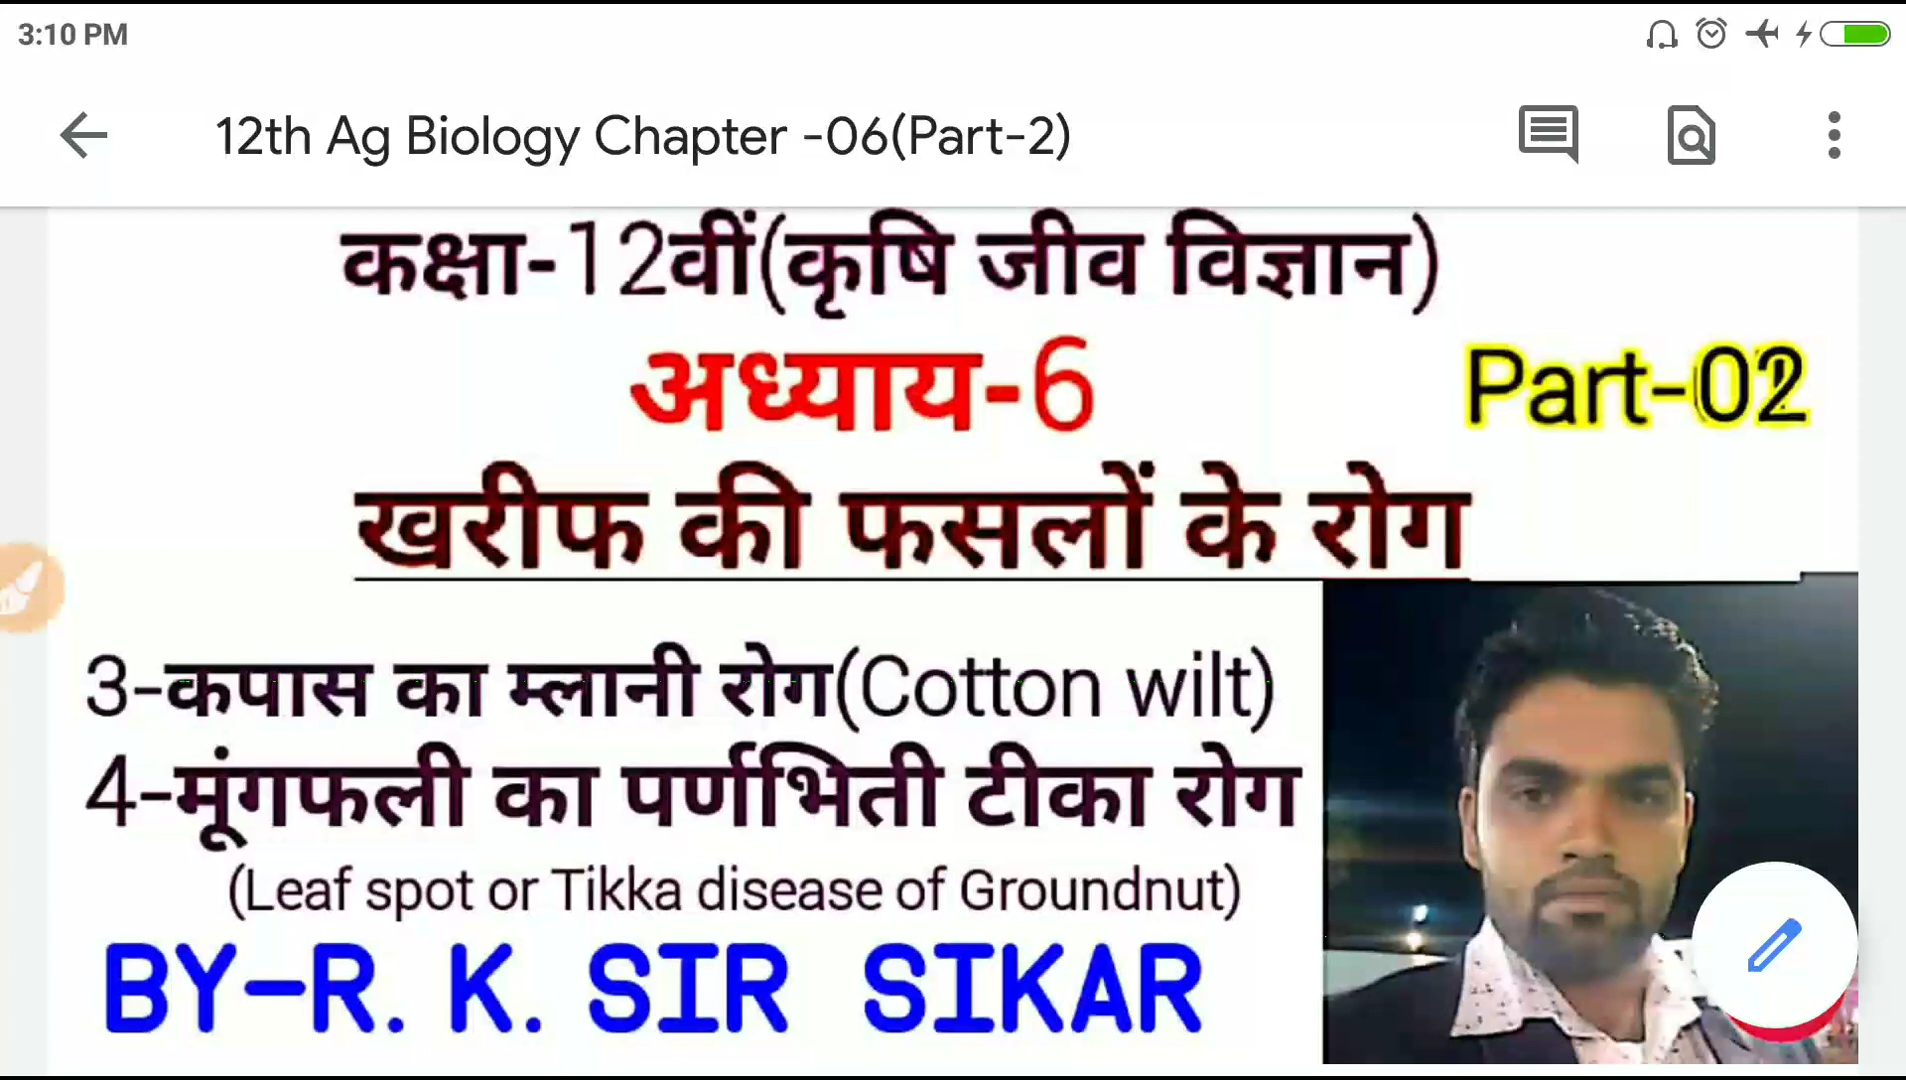 3:10 PM
12th Ag Biology Chapter -06(Part-2)
कक्षा-12वीं(कृषि जीव विज्ञान)
अध्याय-6
Part-02
खरीफ की फसलों के रोग
3-कपास का म्लानी रोग(Cotton wilt)
4-मूंगफली का पर्णभिती टीका रोग
(Leaf spot or Tikka disease of Groundnut)
BY-R. K. SIR SIKAR